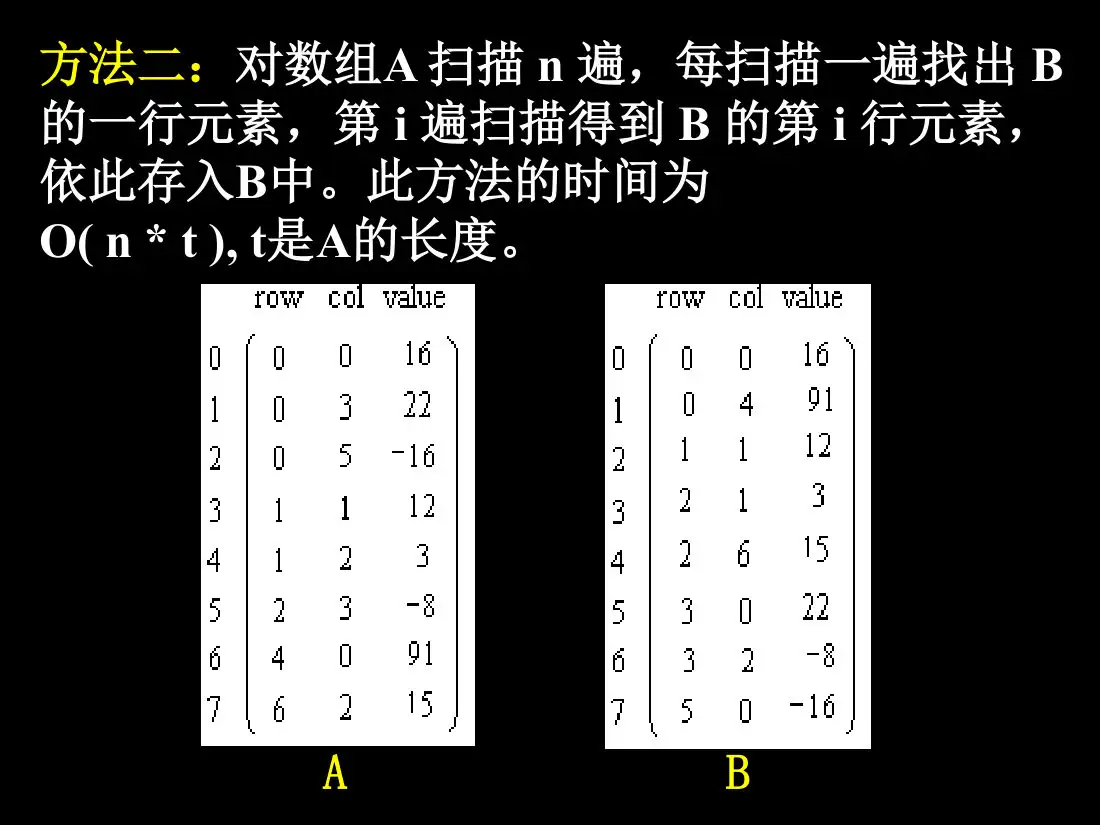 方法二：对数组A 扫描 n 遍，每扫描一遍找出 B
的一行元素，第 i 遍扫描得到 B 的第 i 行元素，
依此存入B中。此方法的时间为
O( n * t ), t是A的长度。
row col value
0 0 0 16
1 0 3 22
2 0 5 -16
3 1 1 12
4 1 2 3
5 2 3 -8
6 4 0 91
7 6 2 15
A
row col value
0 0 0 16
1 0 4 91
2 1 1 12
3 2 1 3
4 2 6 15
5 3 0 22
6 3 2 -8
7 5 0 -16
B